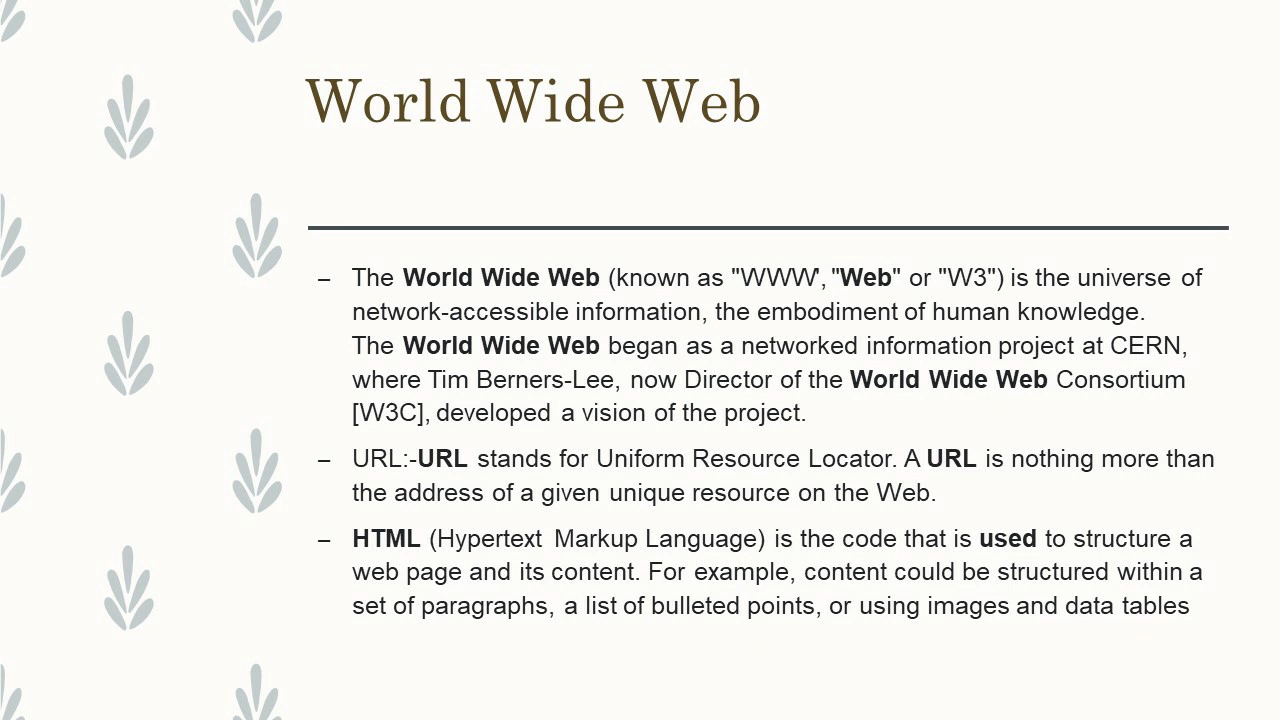 World Wide Web
– The World Wide Web (known as "WWW", "Web" or "W3") is the universe of
network-accessible information, the embodiment of human knowledge.
The World Wide Web began as a networked information project at CERN,
where Tim Berners-Lee, now Director of the World Wide Web Consortium
[W3C], developed a vision of the project.
– URL:-URL stands for Uniform Resource Locator. A URL is nothing more than
the address of a given unique resource on the Web.
– HTML (Hypertext Markup Language) is the code that is used to structure a
web page and its content. For example, content could be structured within a
set of paragraphs, a list of bulleted points, or using images and data tables